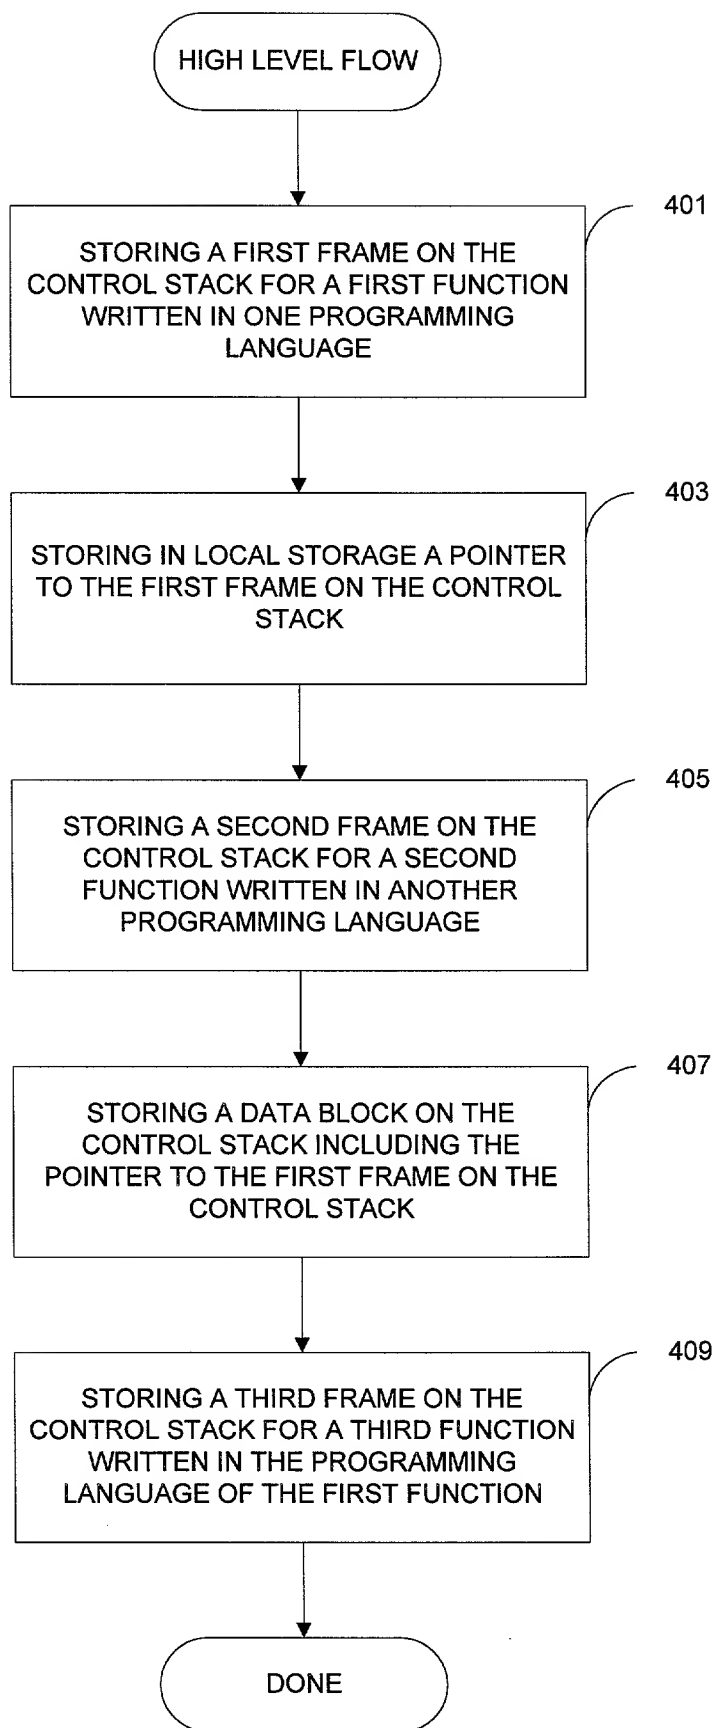 HIGH LEVEL FLOW
401
STORING A FIRST FRAME ON THE
CONTROL STACK FOR A FIRST FUNCTION
WRITTEN IN ONE PROGRAMMING
LANGUAGE
403
STORING IN LOCAL STORAGE A POINTER
TO THE FIRST FRAME ON THE CONTROL
STACK
405
STORING A SECOND FRAME ON THE
CONTROL STACK FOR A SECOND
FUNCTION WRITTEN IN ANOTHER
PROGRAMMING LANGUAGE
407
STORING A DATA BLOCK ON THE
CONTROL STACK INCLUDING THE
POINTER TO THE FIRST FRAME ON THE
CONTROL STACK
409
STORING A THIRD FRAME ON THE
CONTROL STACK FOR A THIRD FUNCTION
WRITTEN IN THE PROGRAMMING
LANGUAGE OF THE FIRST FUNCTION
DONE